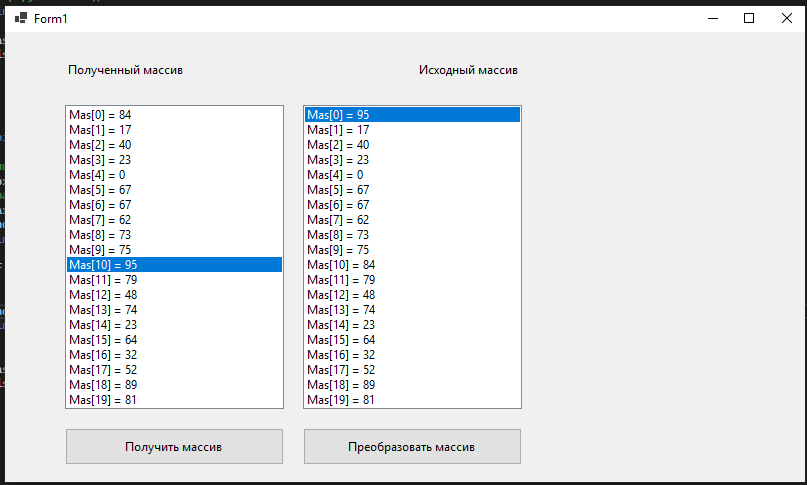 Form1
Полученный массив
Исходный массив
Mas[0] = 84
Mas[1] = 17
Mas[2] = 40
Mas[3] = 23
Mas[4] = 0
Mas[5] = 67
Mas[6] = 67
Mas[7] = 62
Mas[8] = 73
Mas[9] = 75
Mas[10] = 95
Mas[11] = 79
Mas[12] = 48
Mas[13] = 74
Mas[14] = 23
Mas[15] = 64
Mas[16] = 32
Mas[17] = 52
Mas[18] = 89
Mas[19] = 81
Mas[0] = 95
Mas[1] = 17
Mas[2] = 40
Mas[3] = 23
Mas[4] = 0
Mas[5] = 67
Mas[6] = 67
Mas[7] = 62
Mas[8] = 73
Mas[9] = 75
Mas[10] = 84
Mas[11] = 79
Mas[12] = 48
Mas[13] = 74
Mas[14] = 23
Mas[15] = 64
Mas[16] = 32
Mas[17] = 52
Mas[18] = 89
Mas[19] = 81
Получить массив
Преобразовать массив